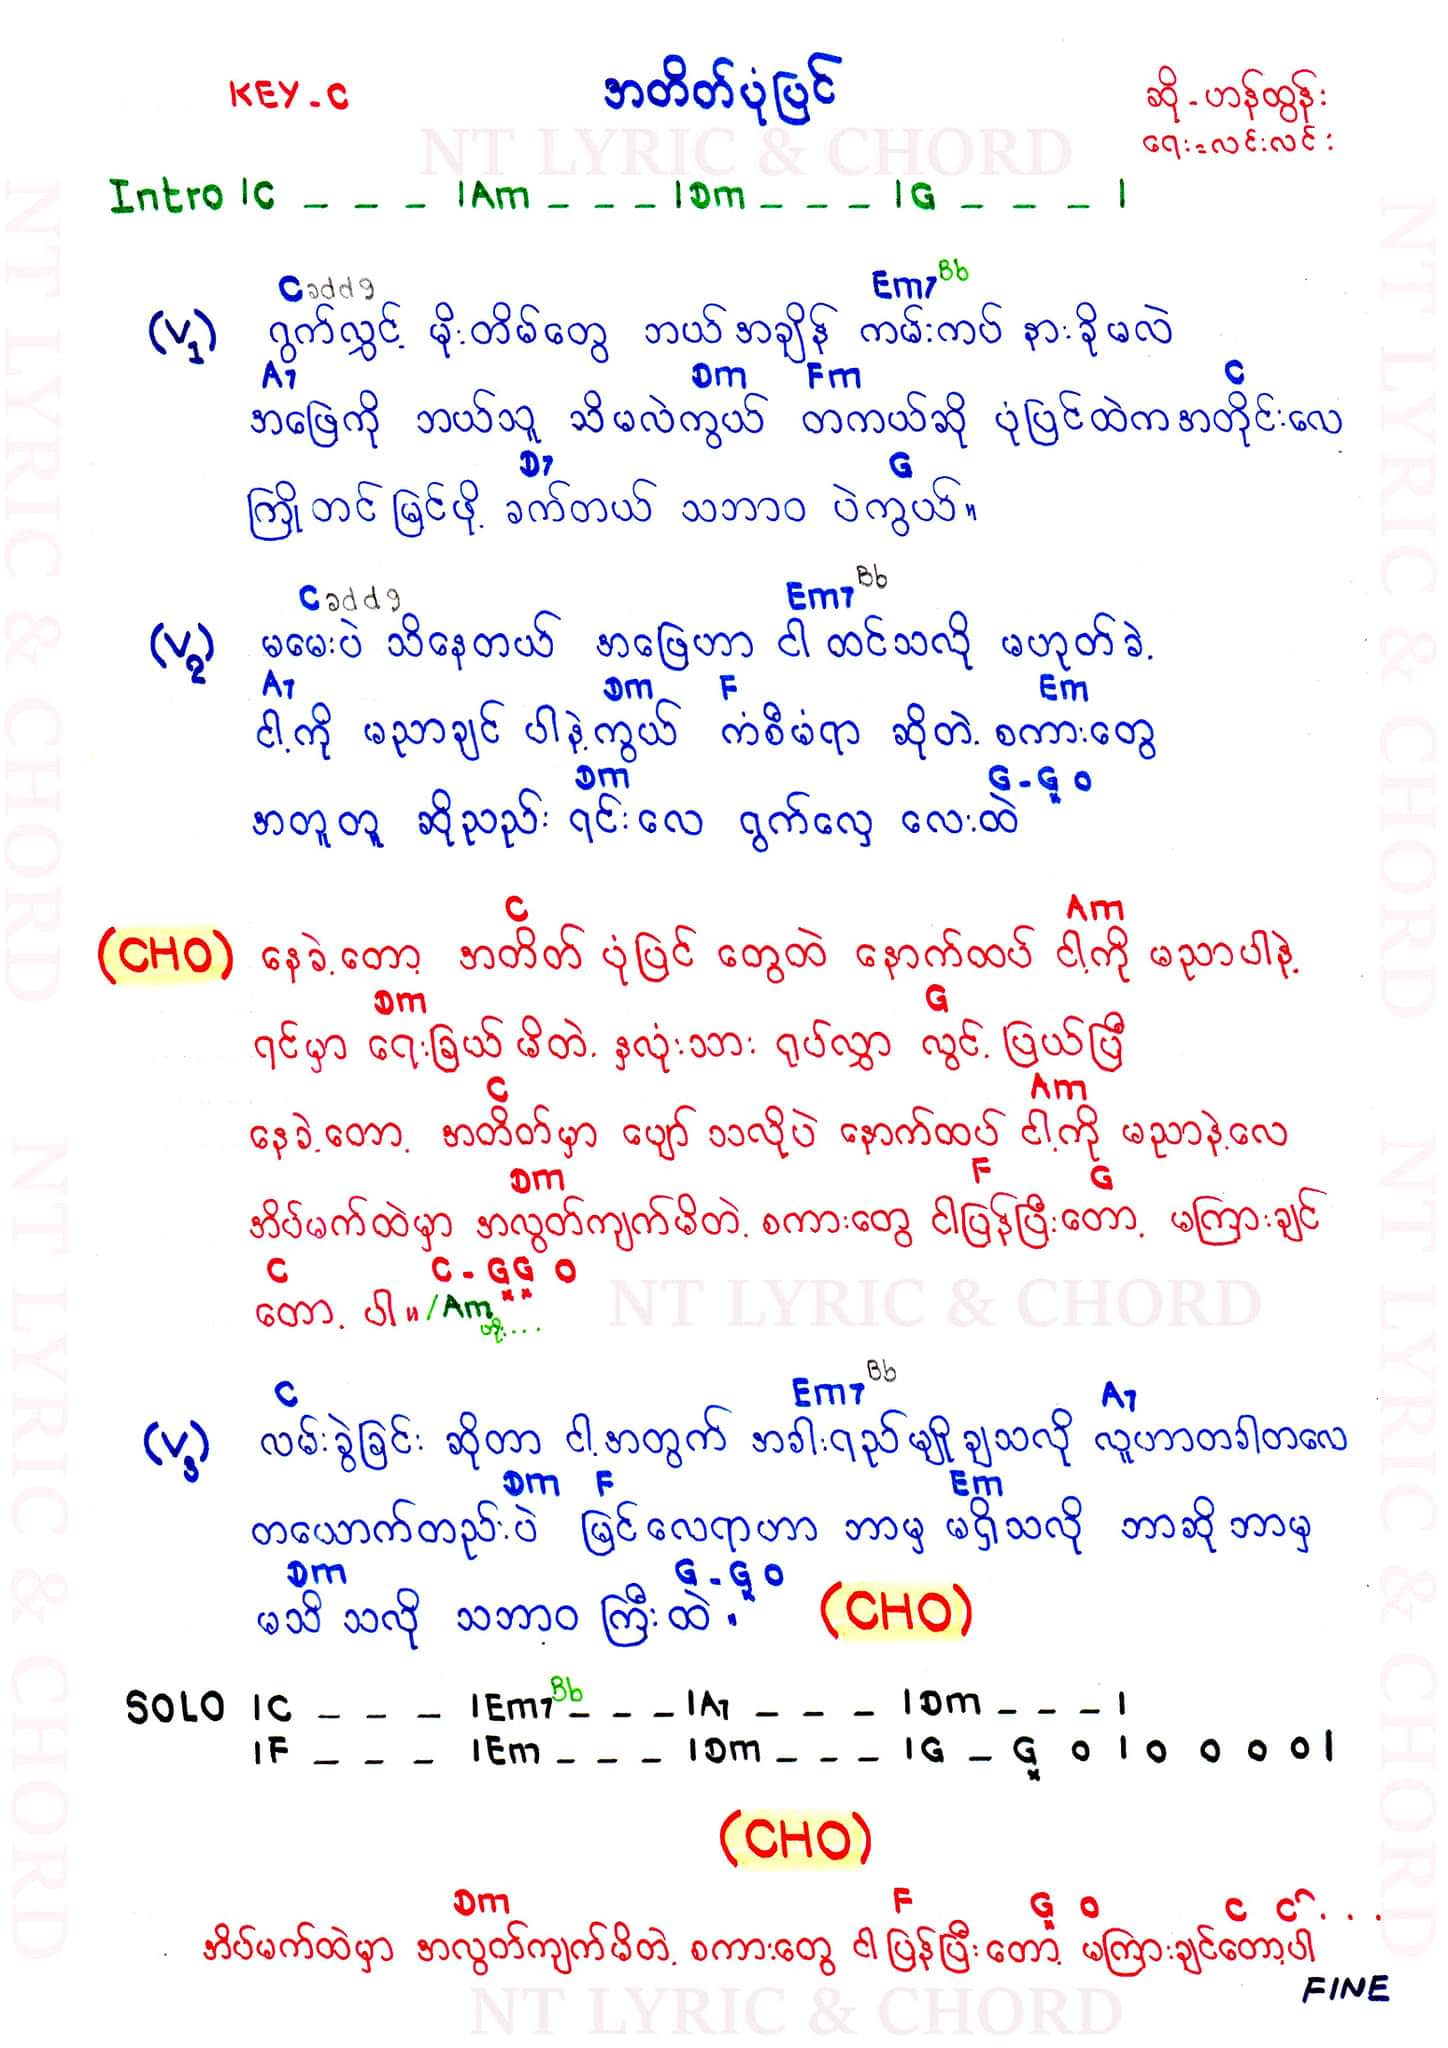 KEY - C
အတိတ်ပုံပြင်
ဆို - ဟန်ထွန်း
ရေး = လင်းလင်း
NT LYRIC & CHORD
Intro |C _ _ _ |Am _ _ _ |Dm _ _ _ |G _ _ _ |
Cadd9 Em7 Bb
(V1) ရွက်လွှင့် မိုးတိမ်တွေ ဘယ်အချိန် ကမ်းကပ် နားခိုမလဲ
A7 Dm Fm C
အဖြေကို ဘယ်သူ သိမလဲကွယ် တကယ်ဆို ပုံပြင်ထဲကအတိုင်းလေ
D7 G
ကြိုတင်မြင်ဖို့ ခက်တယ် သဘာဝ ပဲကွယ်။
Cadd9 Em7 Bb
(V2) မမေးပဲ သိနေတယ် အဖြေဟာ ငါ ထင်သလို မဟုတ်ခဲ့
A7 Dm F Em
ငါ့ကို မညာချင် ပါနဲ့ကွယ် ကံစီမံရာ ဆိုတဲ့ စကားတွေ
Dm G - G 0
အတူတူ ဆိုညည်း ရင်းလေ ရွက်လှေ လေးထဲ
C Am
(CHO) နေခဲ့တော့ အတိတ် ပုံပြင် တွေထဲ နောက်ထပ် ငါ့ကို မညာပါနဲ့
Dm G
ရင်မှာ ရေးခြယ် မိတဲ့ နှလုံးသား ရုပ်လွှာ လွင့် ပြယ်ပြီ
C Am
နေခဲ့တော့ အတိတ်မှာ ပျော် သလိုပဲ နောက်ထပ် ငါ့ကို မညာနဲ့လေ
Dm F G
အိပ်မက်ထဲမှာ အလွတ်ကျက်မိတဲ့ စကားတွေ ငါပြန်ပြီးတော့ မကြားချင်
C C - G G 0
တော့ ပါ။ /Am
NT LYRIC & CHORD
C Em7 Bb A7
(V3) လမ်းခွဲခြင်း ဆိုတာ ငါ့အတွက် အခါးရည်မျိုချသလို လူဟာတခါတလေ
Dm F Em
တယောက်တည်းပဲ မြင်လေရာဟာ ဘာမှ မရှိသလို ဘာဆိုဘာမှ
Dm G - G 0
မသိ သလို သဘာဝ ကြီးထဲ။ (CHO)
SOLO |C _ _ _ |Em7 Bb _ _ _ |A7 _ _ _ |Dm _ _ _ |
|F _ _ _ |Em _ _ _ |Dm _ _ _ |G _ G 0 |0 0 0 0|
(CHO)
Dm F G 0 C C...
အိပ်မက်ထဲမှာ အလွတ်ကျက်မိတဲ့ စကားတွေ ငါ ပြန်ပြီးတော့ မကြားချင်တော့ပါ
FINE
NT LYRIC & CHORD
NT LYRIC & CHORD
NT LYRIC & CHORD
NT LYRIC & CHORD
NT LYRIC & CHORD